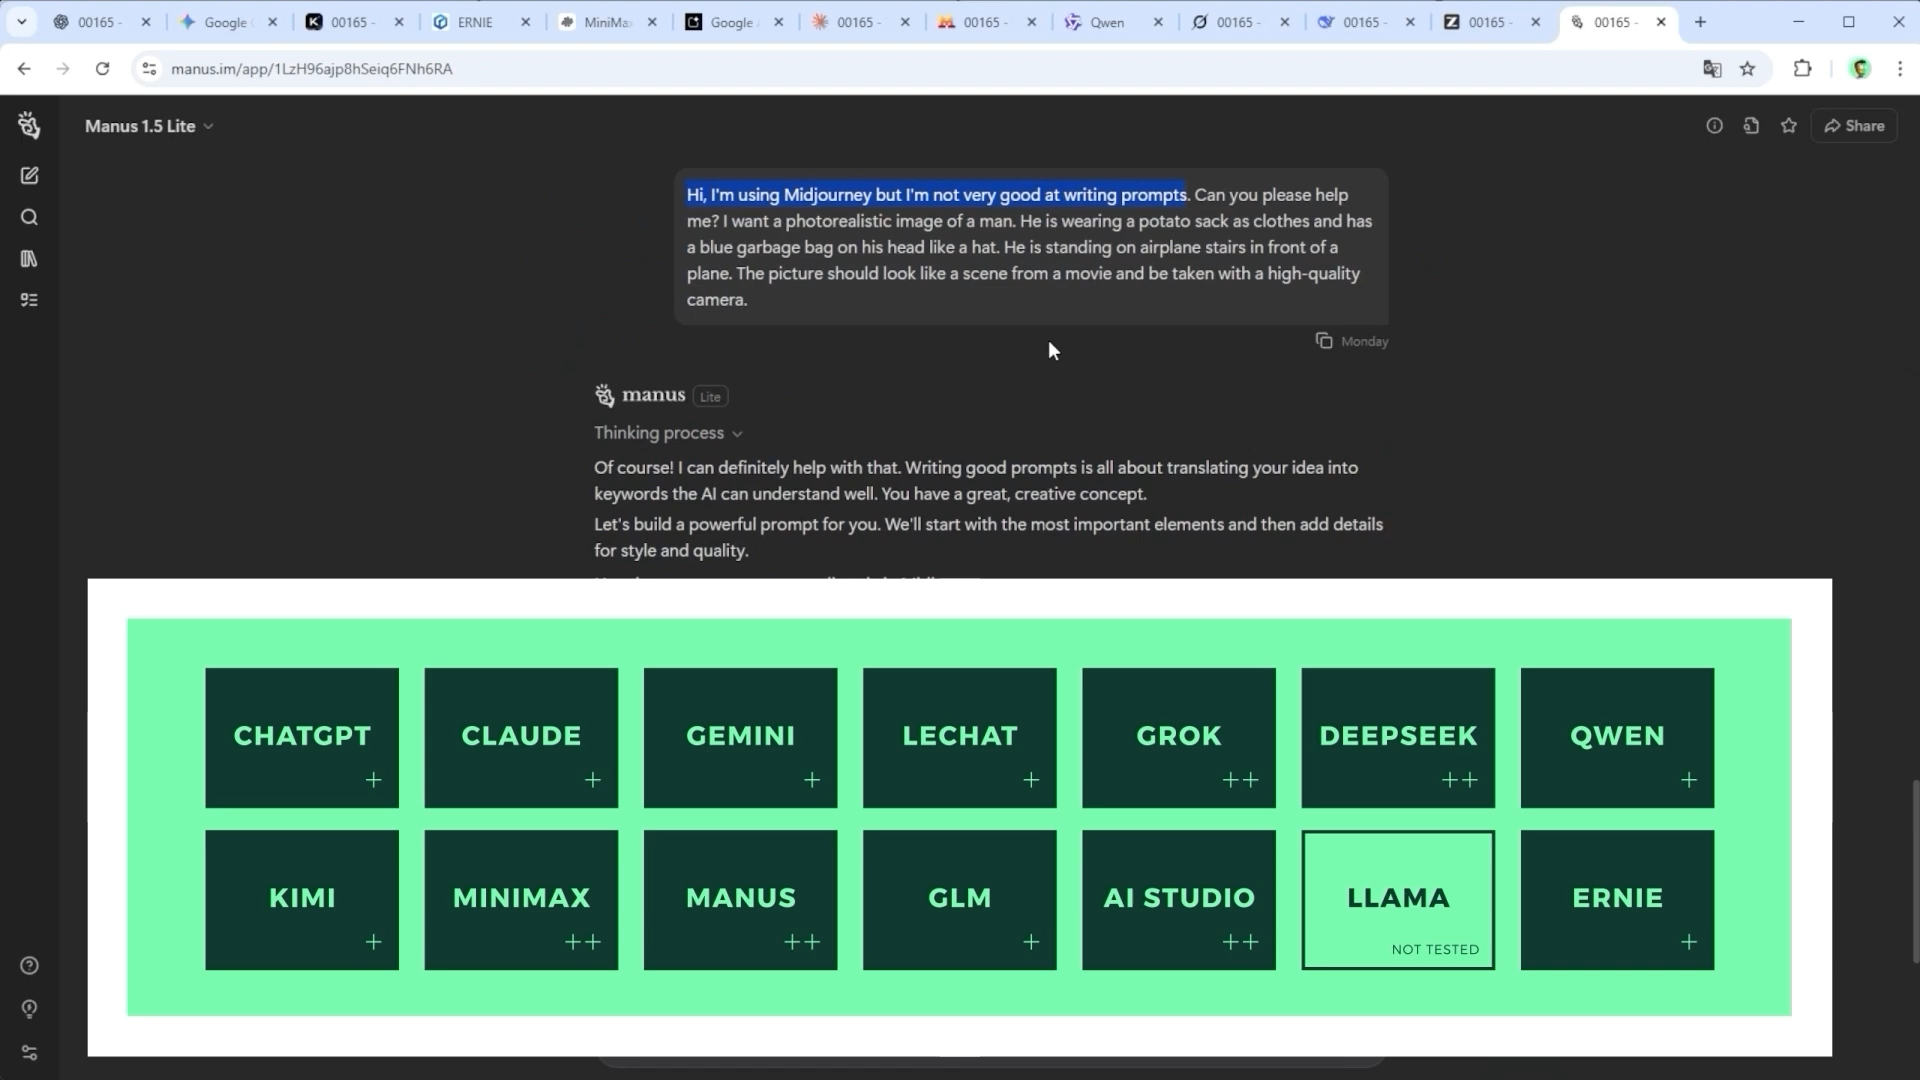 00165 -
Google
00165 -
ERNIE
MiniMa
Google
00165 -
00165 -
Qwen
00165 -
00165 -
00165 -
00165 -
manus.im/app/1LzH96ajp8hSeiq6FNh6RA
Manus 1.5 Lite
Share
Hi, I'm using Midjourney but I'm not very good at writing prompts. Can you please help
me? I want a photorealistic image of a man. He is wearing a potato sack as clothes and has
a blue garbage bag on his head like a hat. He is standing on airplane stairs in front of a
plane. The picture should look like a scene from a movie and be taken with a high-quality
camera.
Monday
manus Lite
Thinking process
Of course! I can definitely help with that. Writing good prompts is all about translating your idea into
keywords the AI can understand well. You have a great, creative concept.
Let's build a powerful prompt for you. We'll start with the most important elements and then add details
for style and quality.
CHATGPT
+
CLAUDE
+
GEMINI
+
LECHAT
+
GROK
++
DEEPSEEK
++
QWEN
+
KIMI
+
MINIMAX
++
MANUS
++
GLM
+
AI STUDIO
++
LLAMA
NOT TESTED
ERNIE
+